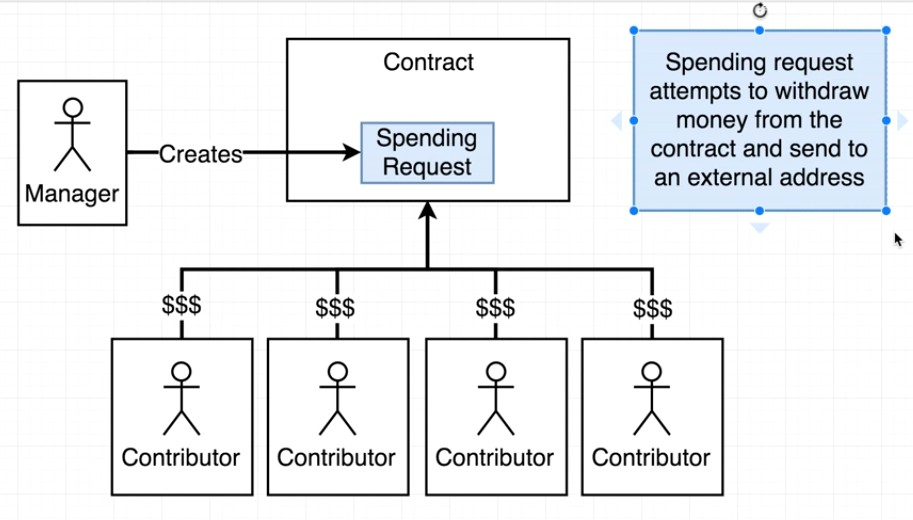 Contract
Spending request
attempts to withdraw
money from the
contract and send to
an external address
Manager
Creates
Spending
Request
$$$
$$$
$$$
$$$
Contributor
Contributor
Contributor
Contributor